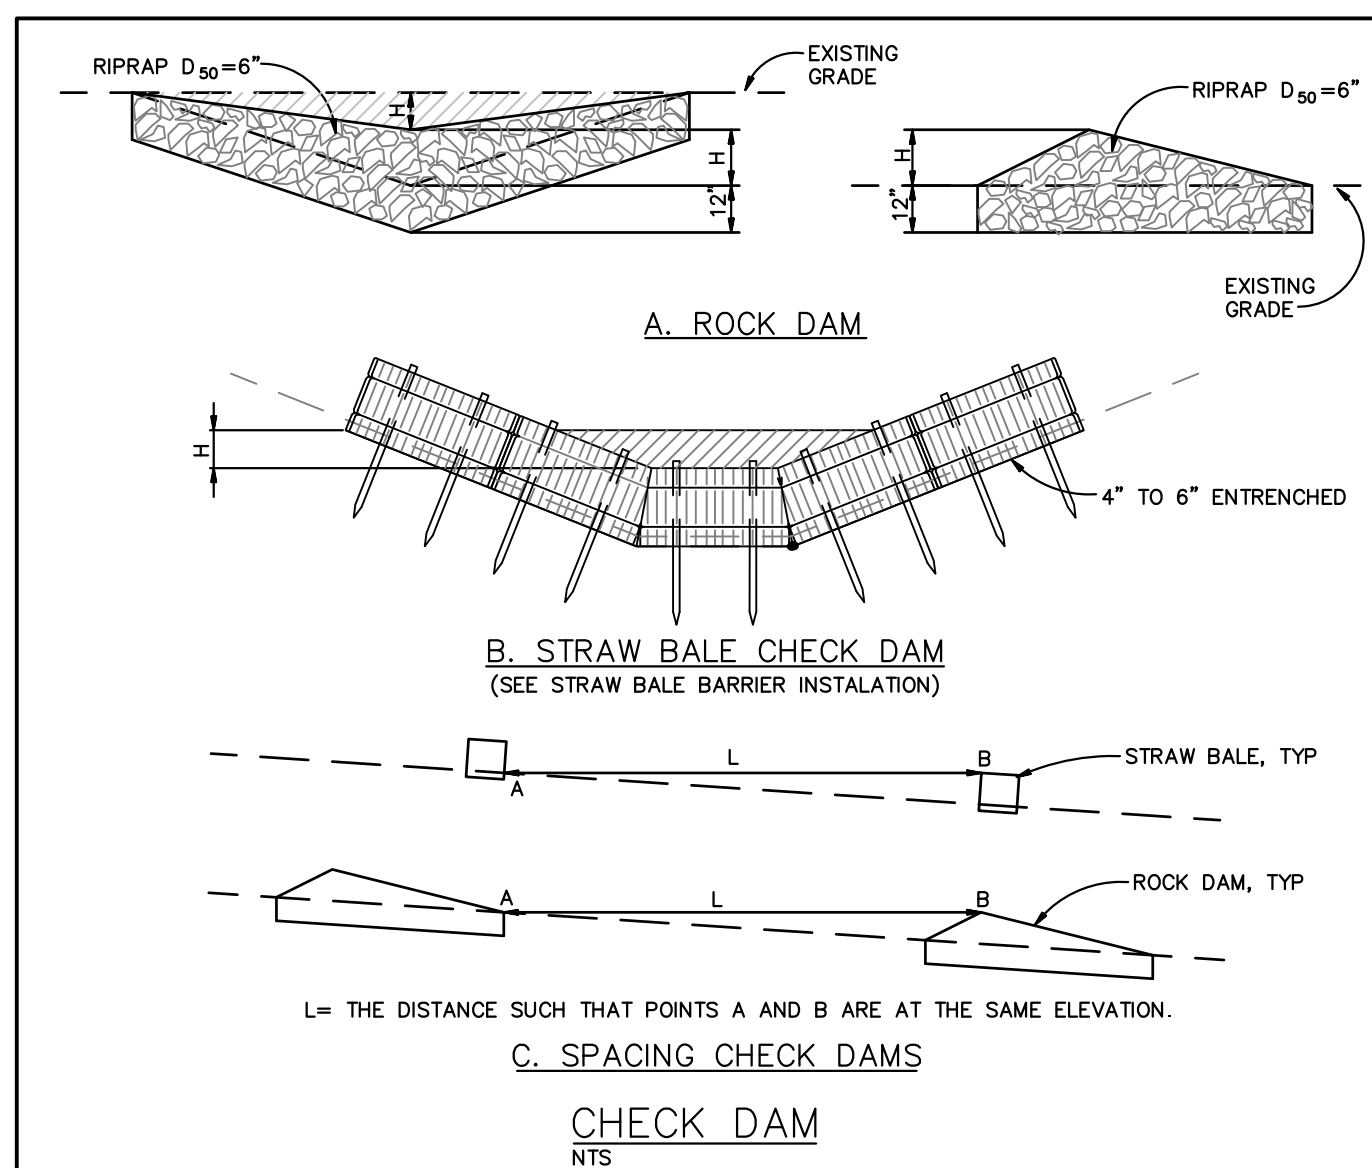 RIPRAP D50=6”
EXISTING
GRADE
H
H
12”
RIPRAP D50=6”
H
12”
EXISTING
GRADE
A. ROCK DAM
H
4” TO 6” ENTRENCHED
B. STRAW BALE CHECK DAM
(SEE STRAW BALE BARRIER INSTALATION)
L
B
STRAW BALE, TYP
A
A
L
B
ROCK DAM, TYP
L= THE DISTANCE SUCH THAT POINTS A AND B ARE AT THE SAME ELEVATION.
C. SPACING CHECK DAMS
CHECK DAM
NTS